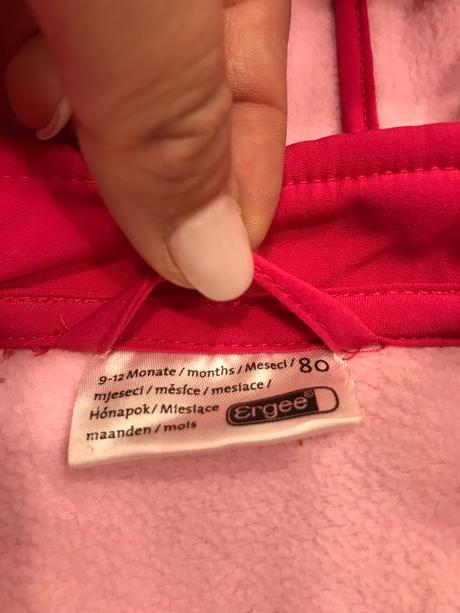 9-12 Monate / months / Meseci / 80
mjeseci / měsíce / mesiace /
Hónapok / Miesiące
maanden / mois
ergee®